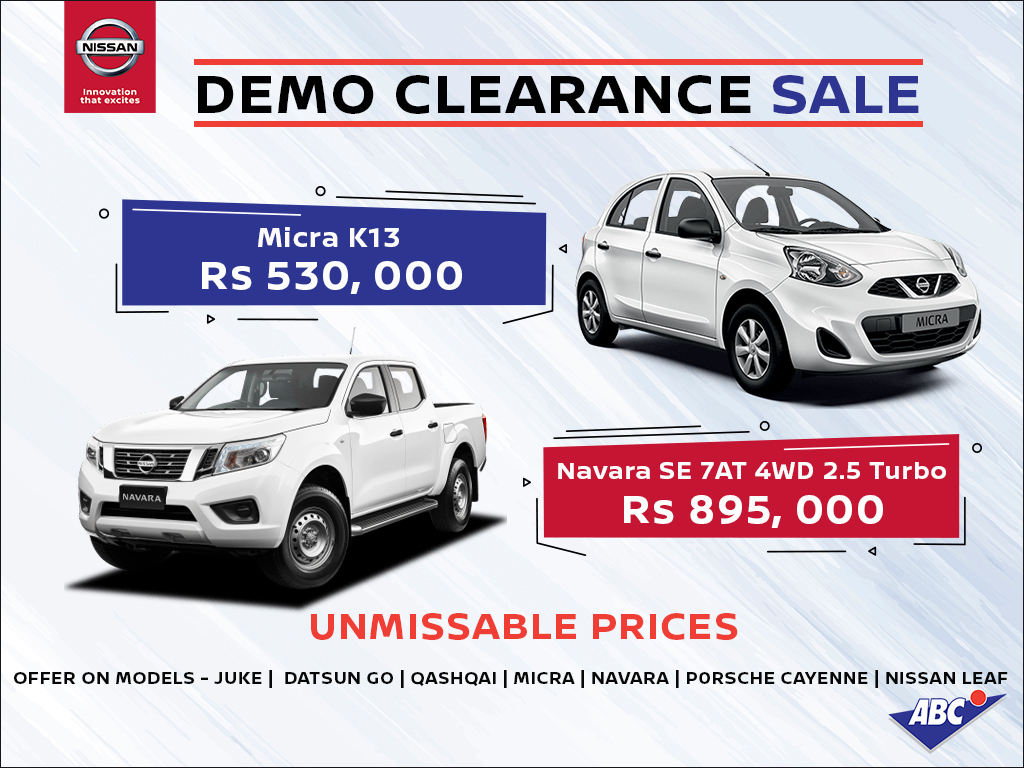 NISSAN
Innovation
that excites
DEMO CLEARANCE SALE
Micra K13
Rs 530, 000
MICRA
NAVARA
Navara SE 7AT 4WD 2.5 Turbo
Rs 895, 000
UNMISSABLE PRICES
OFFER ON MODELS - JUKE | DATSUN GO | QASHQAI | MICRA | NAVARA | PORSCHE CAYENNE | NISSAN LEAF
ABC